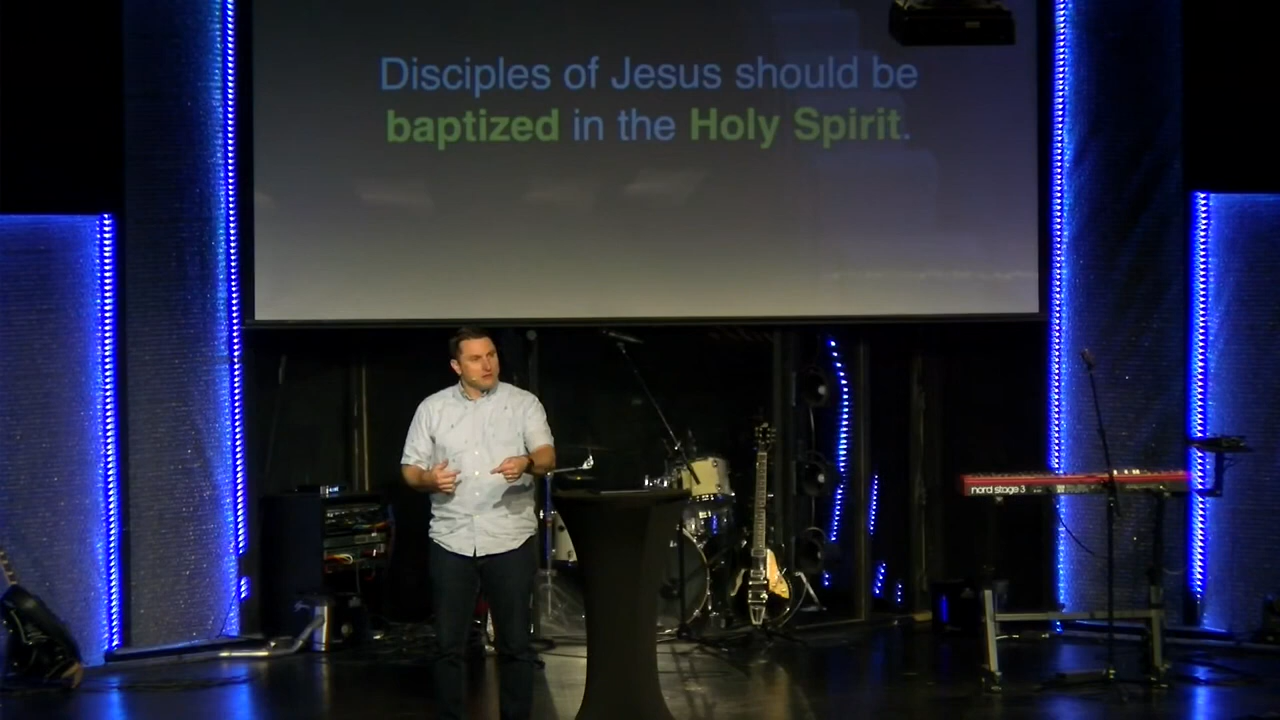 Disciples of Jesus should be
baptized in the Holy Spirit.
nord stage 3